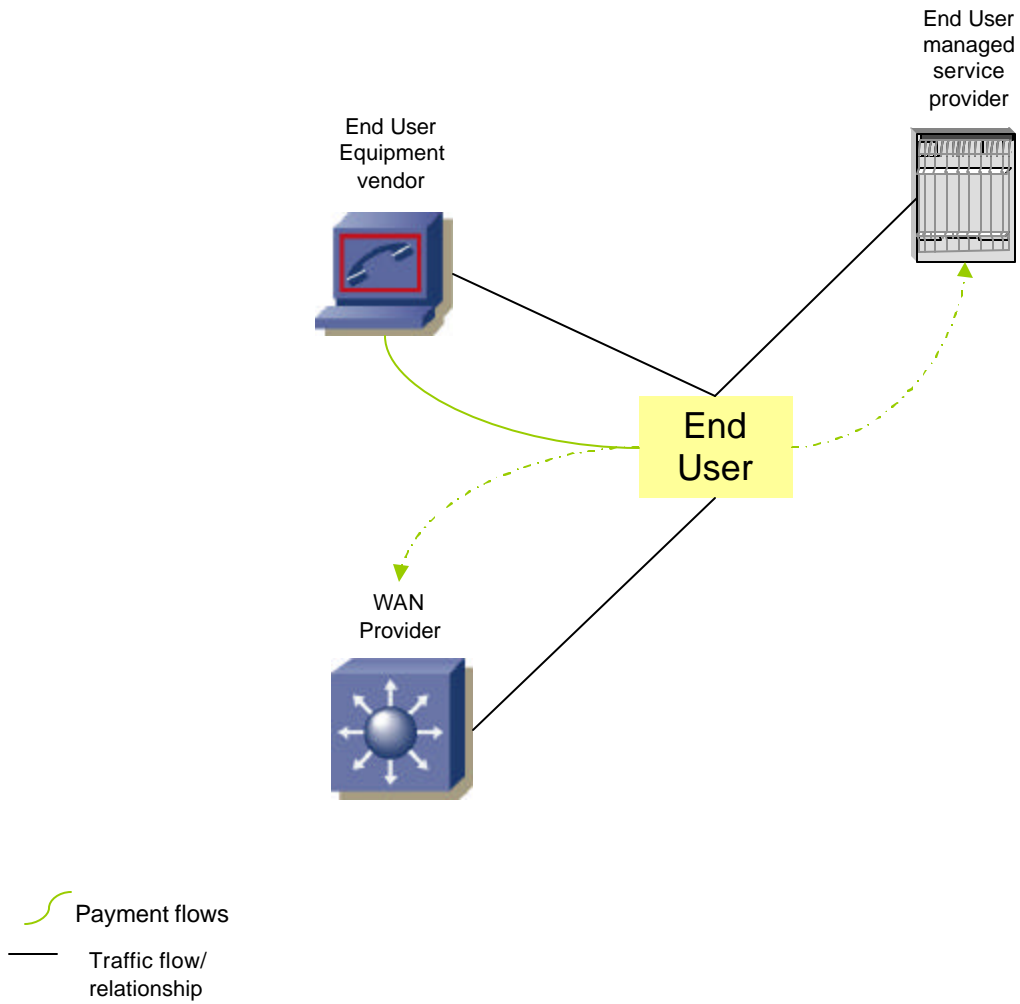 End User
managed
service
provider
End User
Equipment
vendor
End
User
WAN
Provider
Payment flows
Traffic flow/
relationship